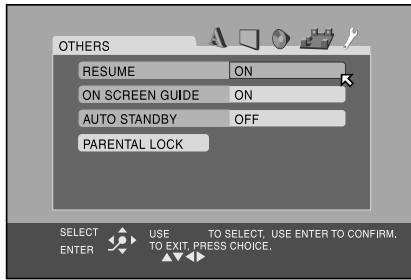 OTHERS
RESUME ON
ON SCREEN GUIDE ON
AUTO STANDBY OFF
PARENTAL LOCK
SELECT
ENTER
USE TO SELECT, USE ENTER TO CONFIRM.
TO EXIT, PRESS CHOICE.